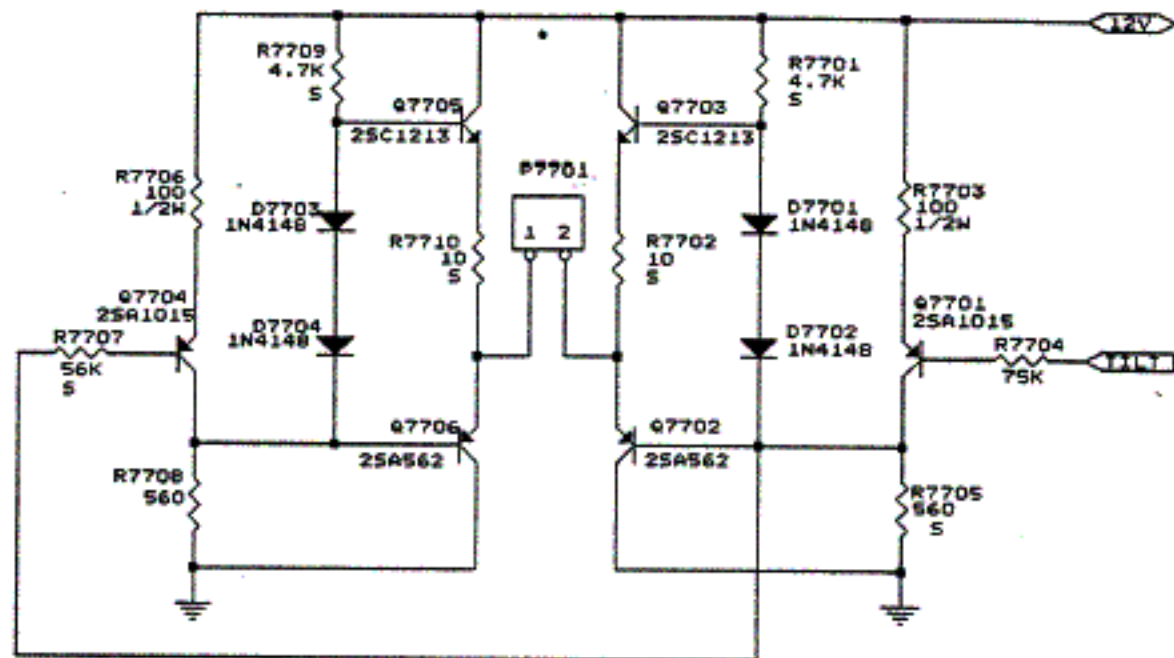 12V
R7709
4.7K
S
R7701
4.7K
S
Q7705
2SC1213
Q7703
2SC1213
P7701
1 2
R7706
100
1/2W
D7703
1N4148
R7710
10
S
R7702
10
S
D7701
1N4148
R7703
100
1/2W
Q7704
2SA1015
R7707
56K
S
D7704
1N4148
D7702
1N4148
Q7701
2SA1015
R7704
75K
TILT
Q7706
2SA562
Q7702
2SA562
R7708
560
R7705
560
S